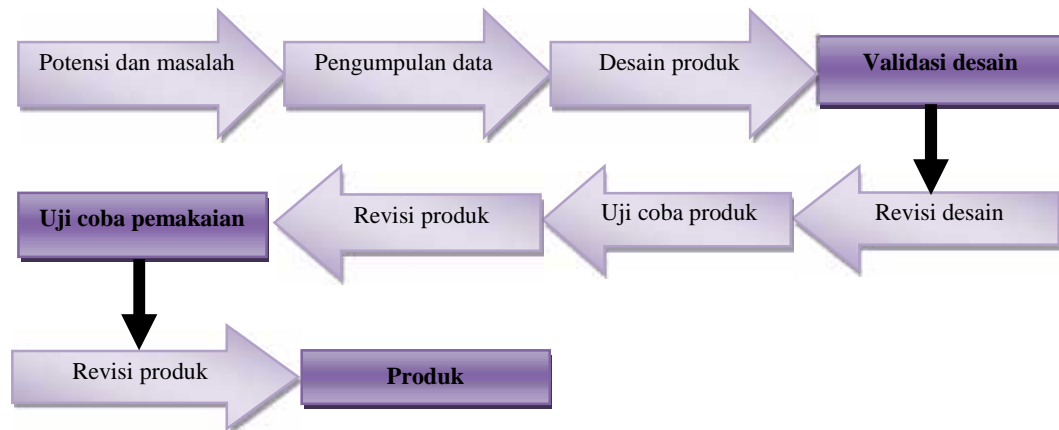 Potensi dan masalah
Pengumpulan data
Desain produk
Validasi desain
Revisi desain
Uji coba produk
Revisi produk
Uji coba pemakaian
Revisi produk
Produk